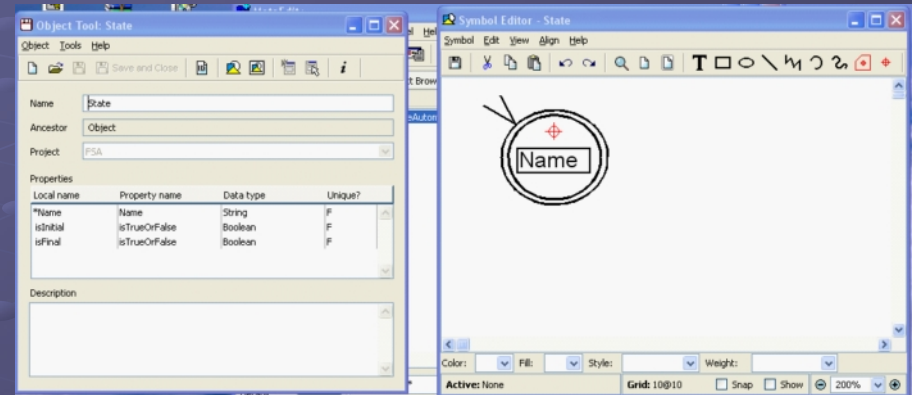 Object Tool: State
Object Tools Help
Save and Close
Name State
Ancestor Object
Project FSA
Properties
Local name Property name Data type Unique?
*Name Name String F
isInitial isTrueOrFalse Boolean F
isFinal isTrueOrFalse Boolean F
Description
Symbol Editor - State
Symbol Edit View Align Help
Name
Color: Fill: Style: Weight:
Active: None Grid: 10@10 Snap Show 200%